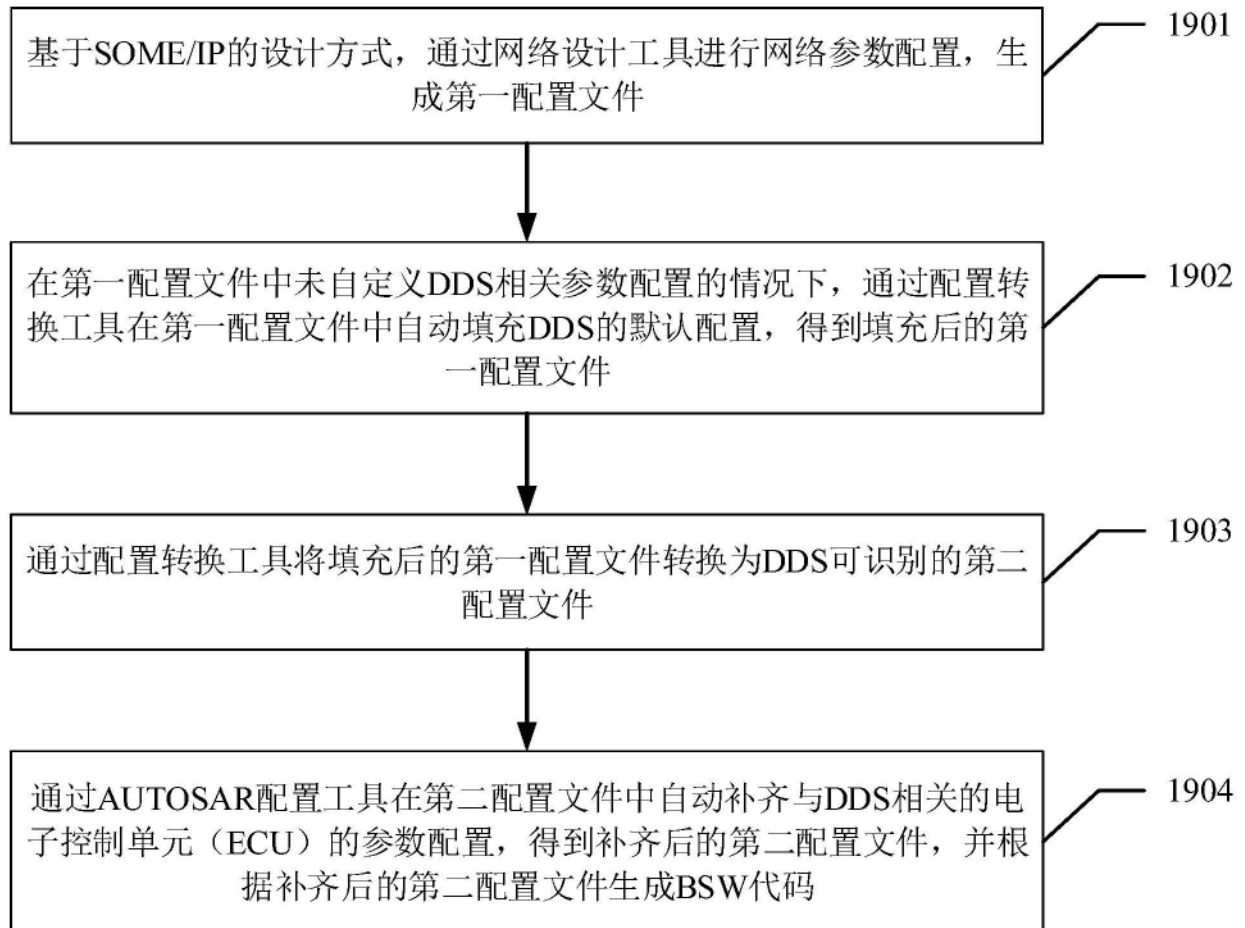 基于SOME/IP的设计方式，通过网络设计工具进行网络参数配置，生
成第一配置文件
1901
在第一配置文件中未自定义DDS相关参数配置的情况下，通过配置转
换工具在第一配置文件中自动填充DDS的默认配置，得到填充后的第
一配置文件
1902
通过配置转换工具将填充后的第一配置文件转换为DDS可识别的第二
配置文件
1903
通过AUTOSAR配置工具在第二配置文件中自动补齐与DDS相关的电
子控制单元（ECU）的参数配置，得到补齐后的第二配置文件，并根
据补齐后的第二配置文件生成BSW代码
1904